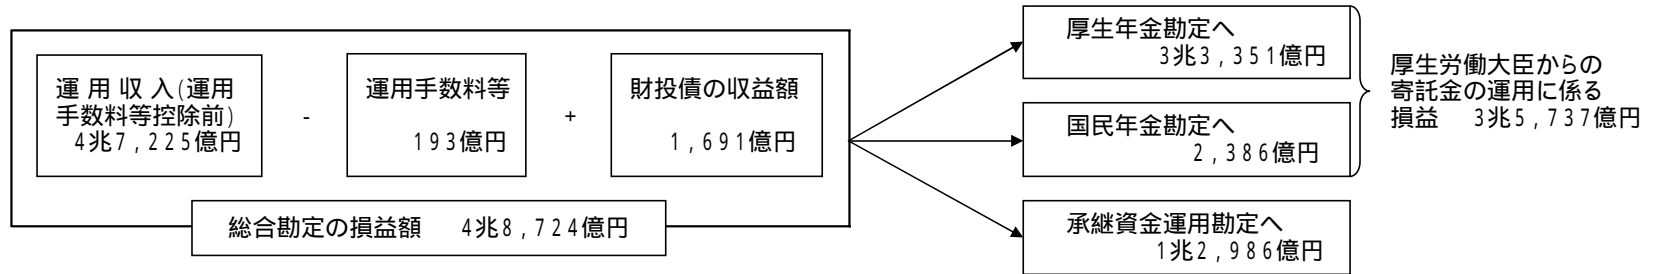 運用収入(運用
手数料等控除前)
4兆7,225億円
-
運用手数料等
193億円
+
財投債の収益額
1,691億円
総合勘定の損益額 4兆8,724億円
厚生年金勘定へ
3兆3,351億円
国民年金勘定へ
2,386億円
承継資金運用勘定へ
1兆2,986億円
厚生労働大臣からの
寄託金の運用に係る
損益 3兆5,737億円